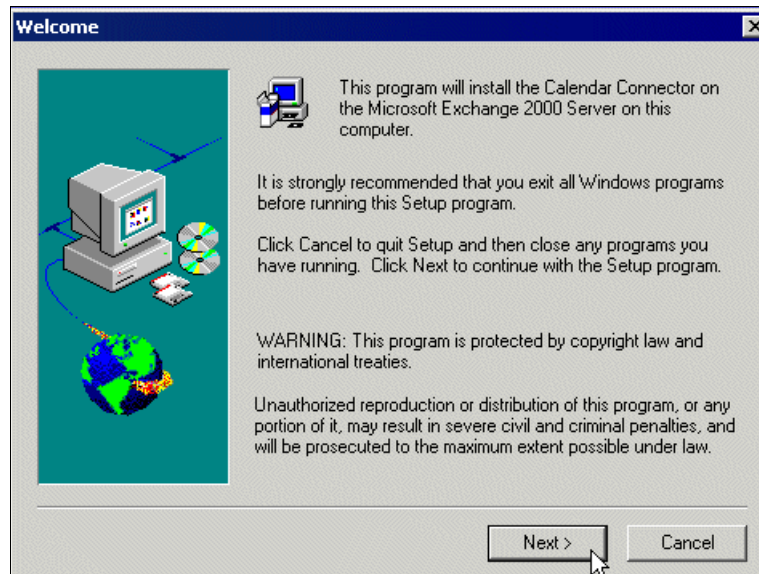 Welcome
This program will install the Calendar Connector on
the Microsoft Exchange 2000 Server on this
computer.
It is strongly recommended that you exit all Windows programs
before running this Setup program.
Click Cancel to quit Setup and then close any programs you
have running.  Click Next to continue with the Setup program.
WARNING: This program is protected by copyright law and
international treaties.
Unauthorized reproduction or distribution of this program, or any
portion of it, may result in severe civil and criminal penalties, and
will be prosecuted to the maximum extent possible under law.
Next >
Cancel